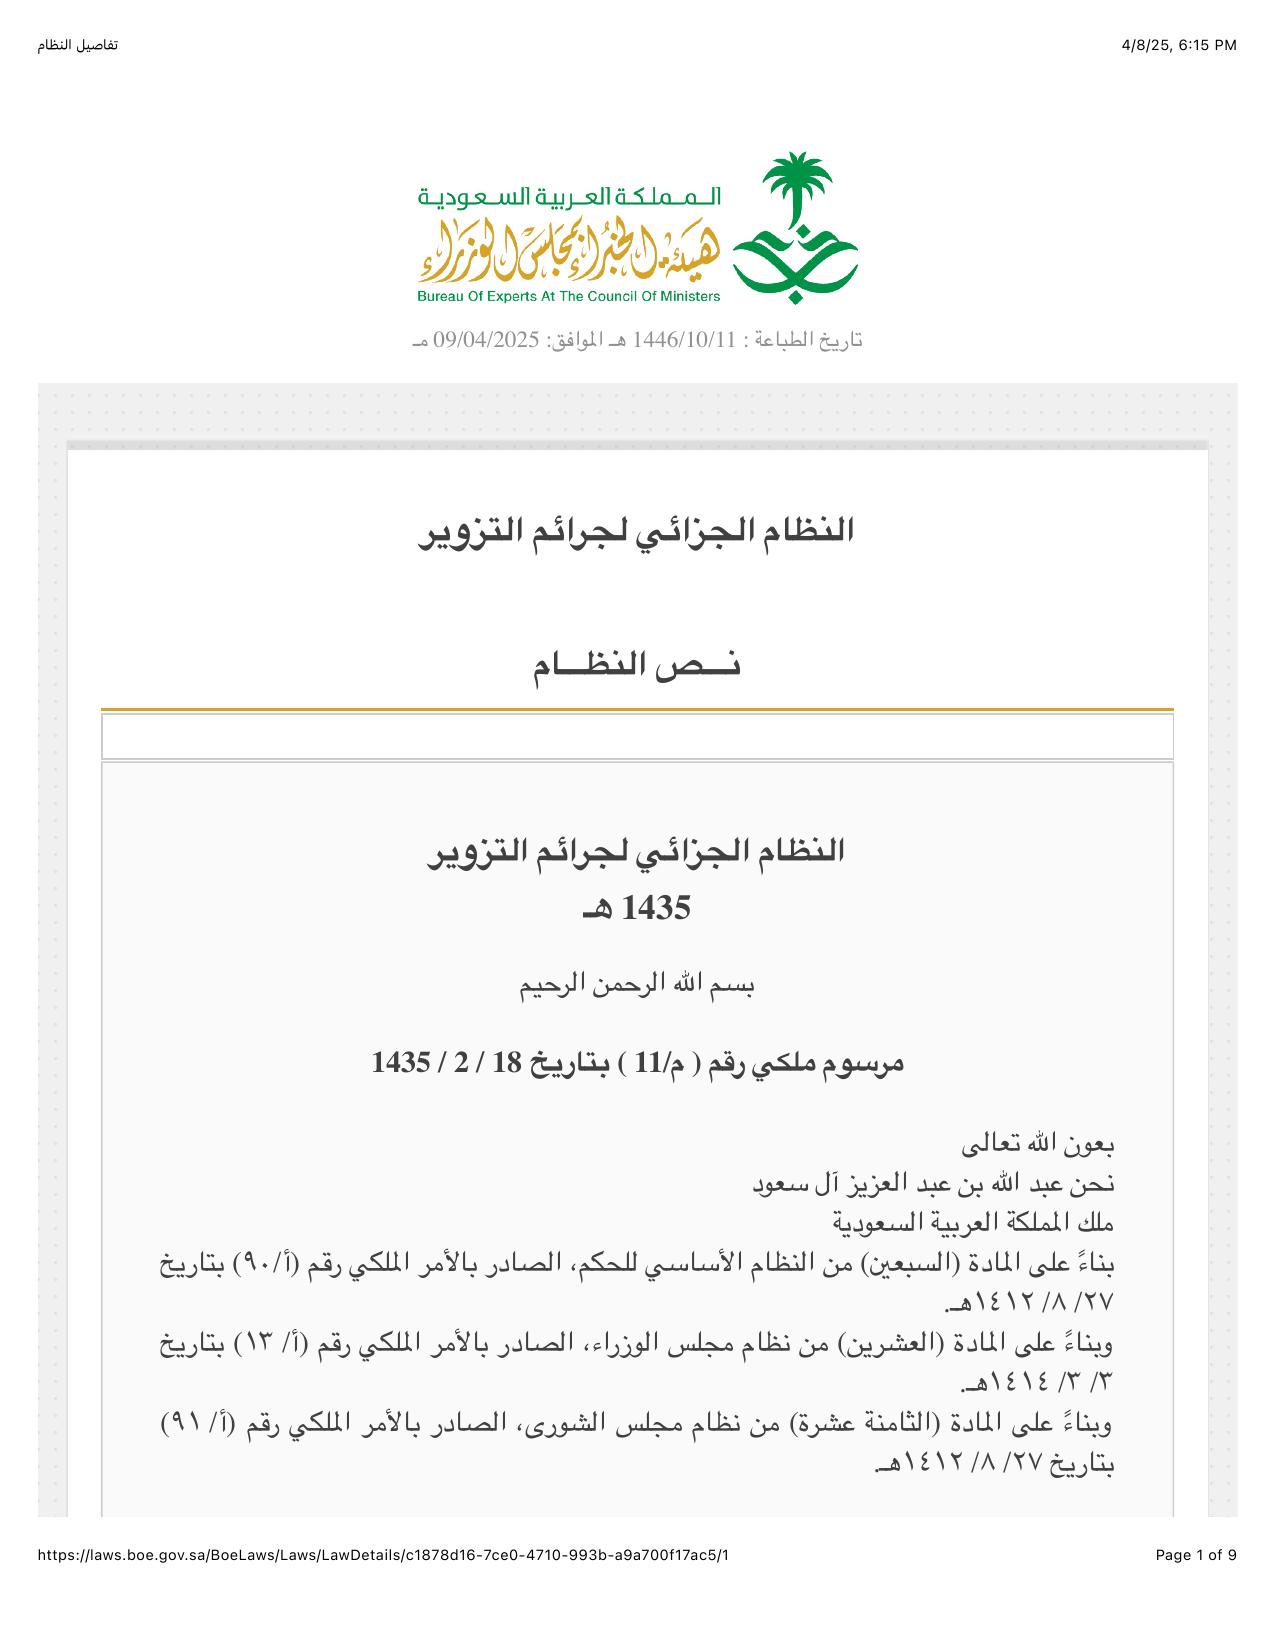 تفاصيل النظام
4/8/25, 6:15 PM
المملكة العربية السعودية
هيئة الخبراء بمجلس الوزراء
Bureau Of Experts At The Council Of Ministers
تاريخ الطباعة : 1446/10/11 هـ الموافق: 09/04/2025 مـ
النظام الجزائي لجرائم التزوير
نــص النظــام
النظام الجزائي لجرائم التزوير
1435 هـ
بسم الله الرحمن الرحيم
مرسوم ملكي رقم ( م/11 ) بتاريخ 18 / 2 / 1435
بعون الله تعالى
نحن عبد الله بن عبد العزيز آل سعود
ملك المملكة العربية السعودية
بناءً على المادة (السبعين) من النظام الأساسي للحكم، الصادر بالأمر الملكي رقم (أ/٩٠) بتاريخ
٢٧/ ٨/ ١٤١٢هـ.
وبناءً على المادة (العشرين) من نظام مجلس الوزراء، الصادر بالأمر الملكي رقم (أ/ ١٣) بتاريخ
٣/ ٣/ ١٤١٤هـ.
وبناءً على المادة (الثامنة عشرة) من نظام مجلس الشورى، الصادر بالأمر الملكي رقم (أ/ ٩١)
بتاريخ ٢٧/ ٨/ ١٤١٢هـ.
https://laws.boe.gov.sa/BoeLaws/Laws/LawDetails/c1878d16-7ce0-4710-993b-a9a700f17ac5/1
Page 1 of 9